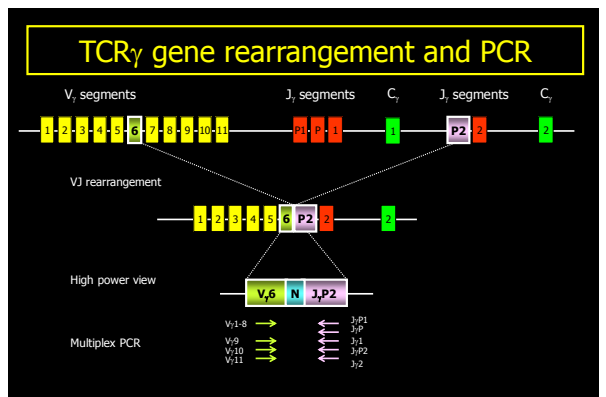 TCRγ gene rearrangement and PCR
Vγ segments Jγ segments Cγ Jγ segments Cγ
1 2 3 4 5 6 7 8 9 10 11 P1 P 1 1 P2 2 2
VJ rearrangement
1 2 3 4 5 6 P2 2 2
High power view
Vγ6 N JγP2
Vγ1-8 JγP1
JγP
Multiplex PCR Vγ9 Jγ1
Vγ10 JγP2
Vγ11 Jγ2